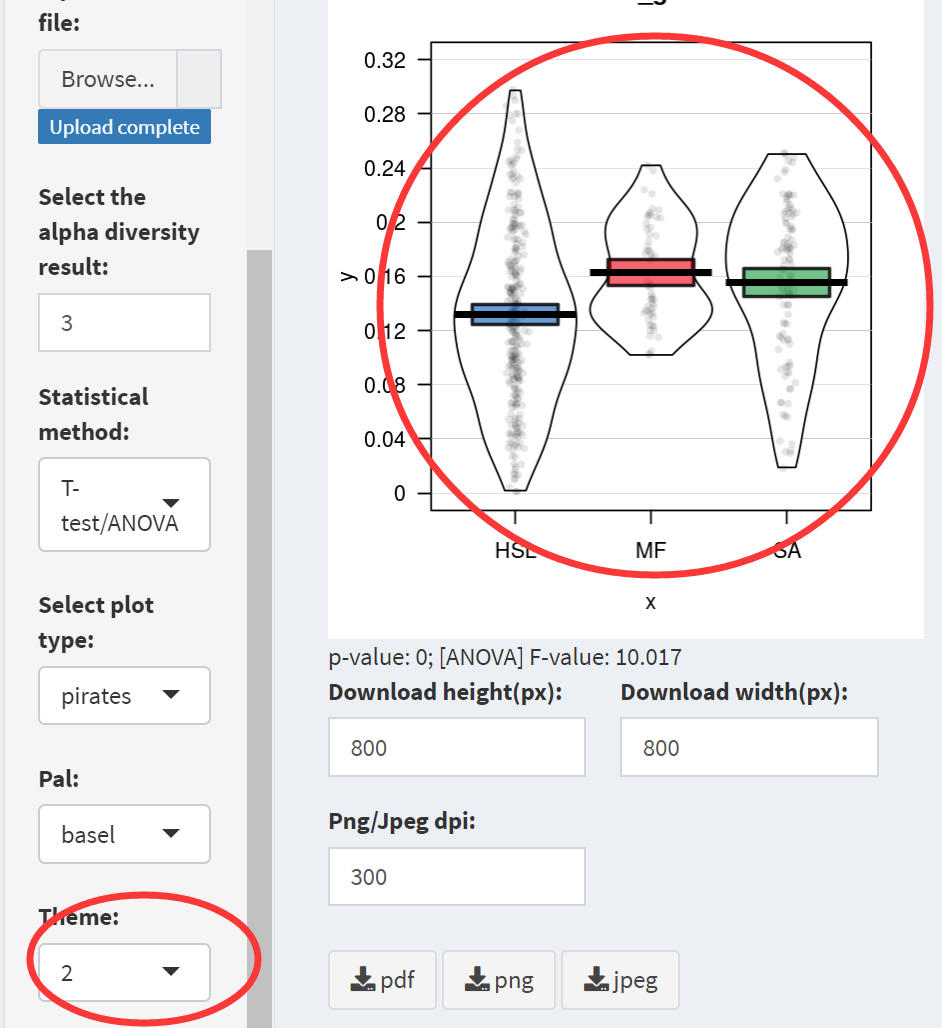 file:
Browse...
Upload complete
Select the
alpha diversity
result:
3
Statistical
method:
T-
test/ANOVA
Select plot
type:
pirates
Pal:
basel
Theme:
2
0.32
0.28
0.24
0.2
0.16
0.12
0.08
0.04
0
y
HSL
MF
SA
x
p-value: 0; [ANOVA] F-value: 10.017
Download height(px):
Download width(px):
800
800
Png/Jpeg dpi:
300
pdf
png
jpeg